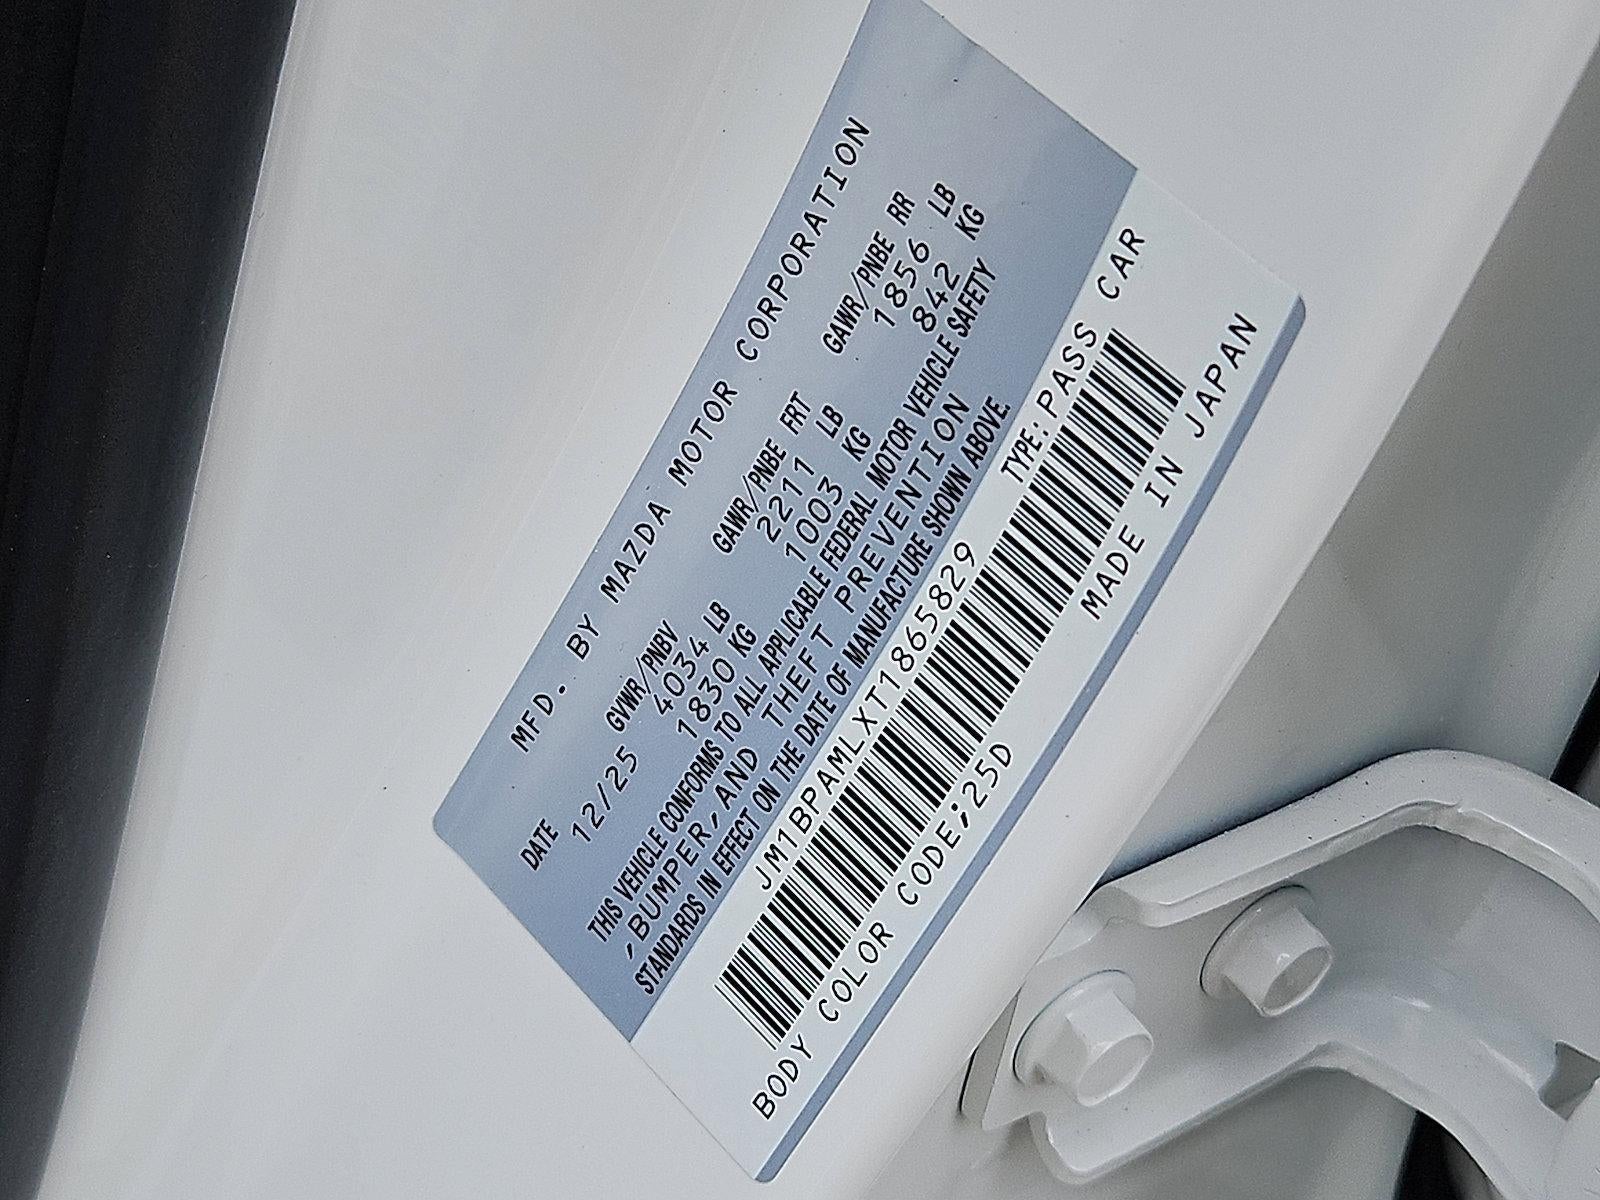 MFD. BY MAZDA MOTOR CORPORATION
DATE GVWR/PNBV GAWR/PNBE FRT GAWR/PNBE RR
12/25 4034 LB 2211 LB 1856 LB
1830 KG 1003 KG 842 KG
THIS VEHICLE CONFORMS TO ALL APPLICABLE FEDERAL MOTOR VEHICLE SAFETY
,BUMPER,AND THEFT PREVENTION
STANDARDS IN EFFECT ON THE DATE OF MANUFACTURE SHOWN ABOVE.
JM1BPAMLXT1865829 TYPE:PASS CAR
BODY COLOR CODE;25D MADE IN JAPAN